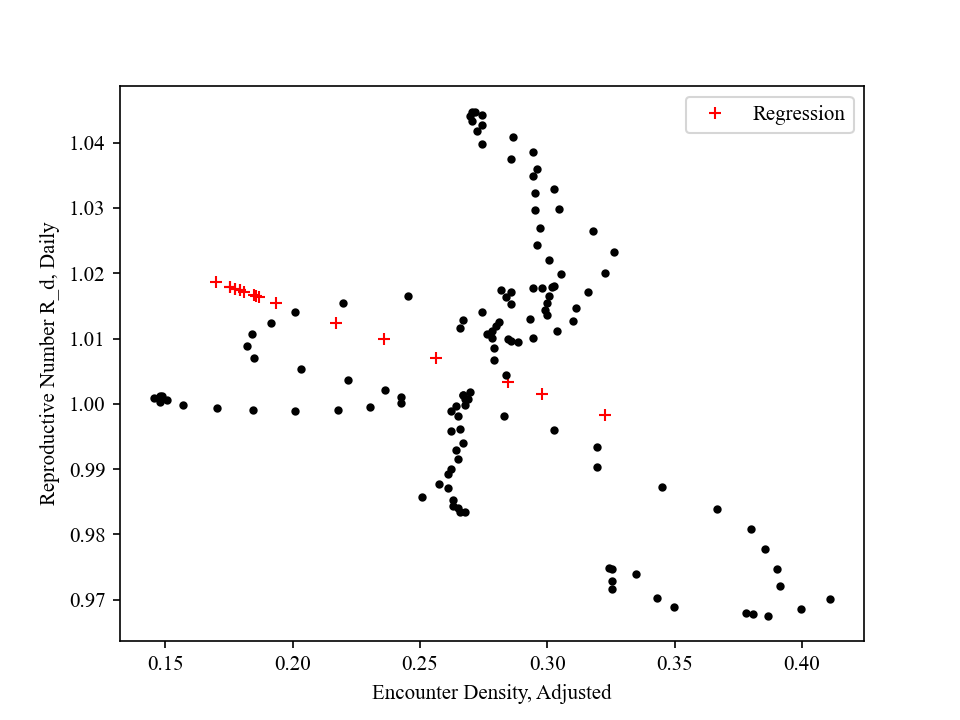 Regression
1.04
1.03
1.02
1.01
1.00
0.99
0.98
0.97
Reproductive Number R_d, Daily
0.15 0.20 0.25 0.30 0.35 0.40
Encounter Density, Adjusted